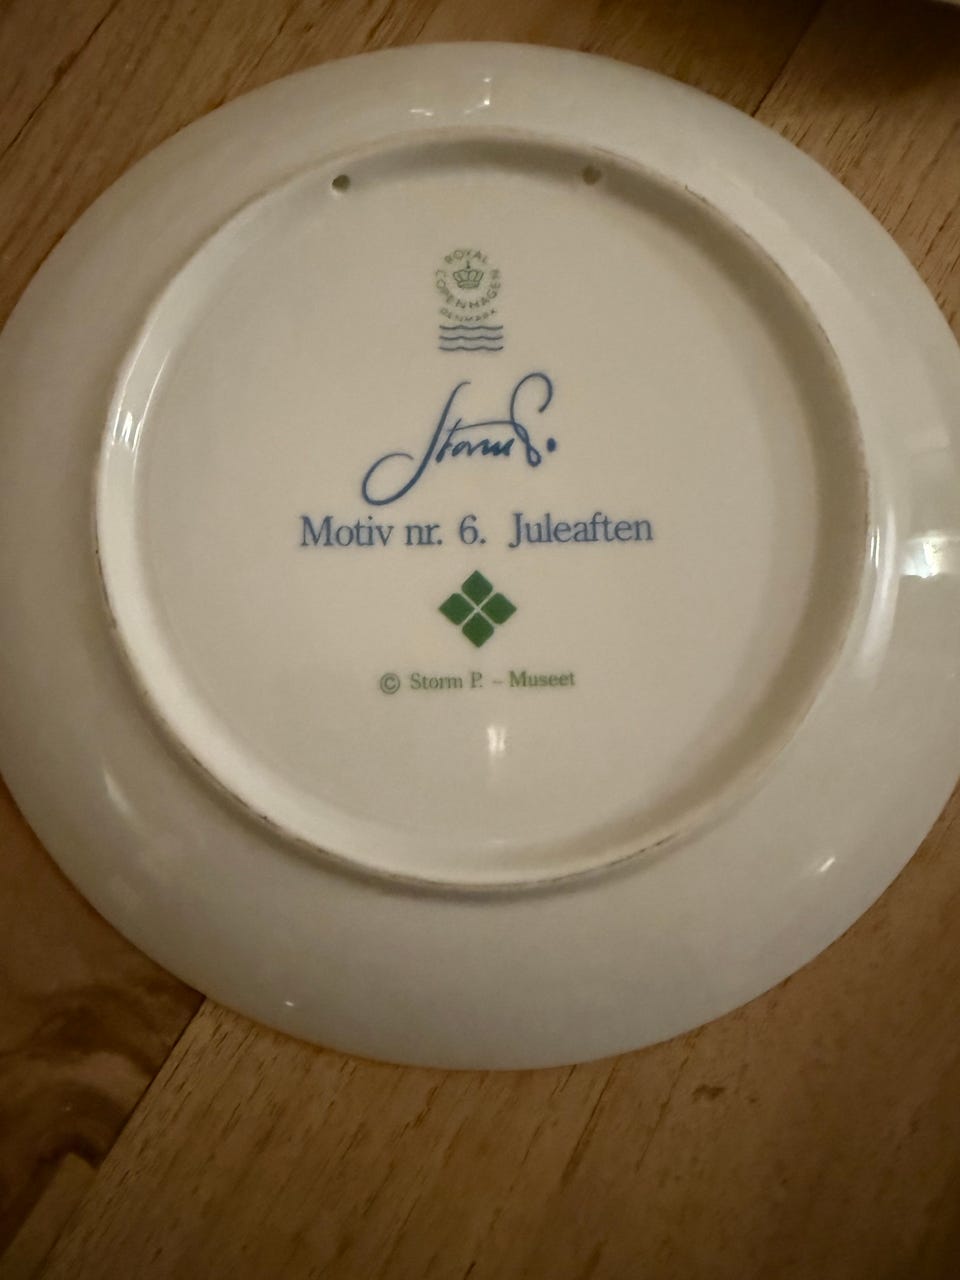 ROYAL
COPENHAGEN
DENMARK
Storm P.
Motiv nr. 6. Juleaften
© Storm P. – Museet